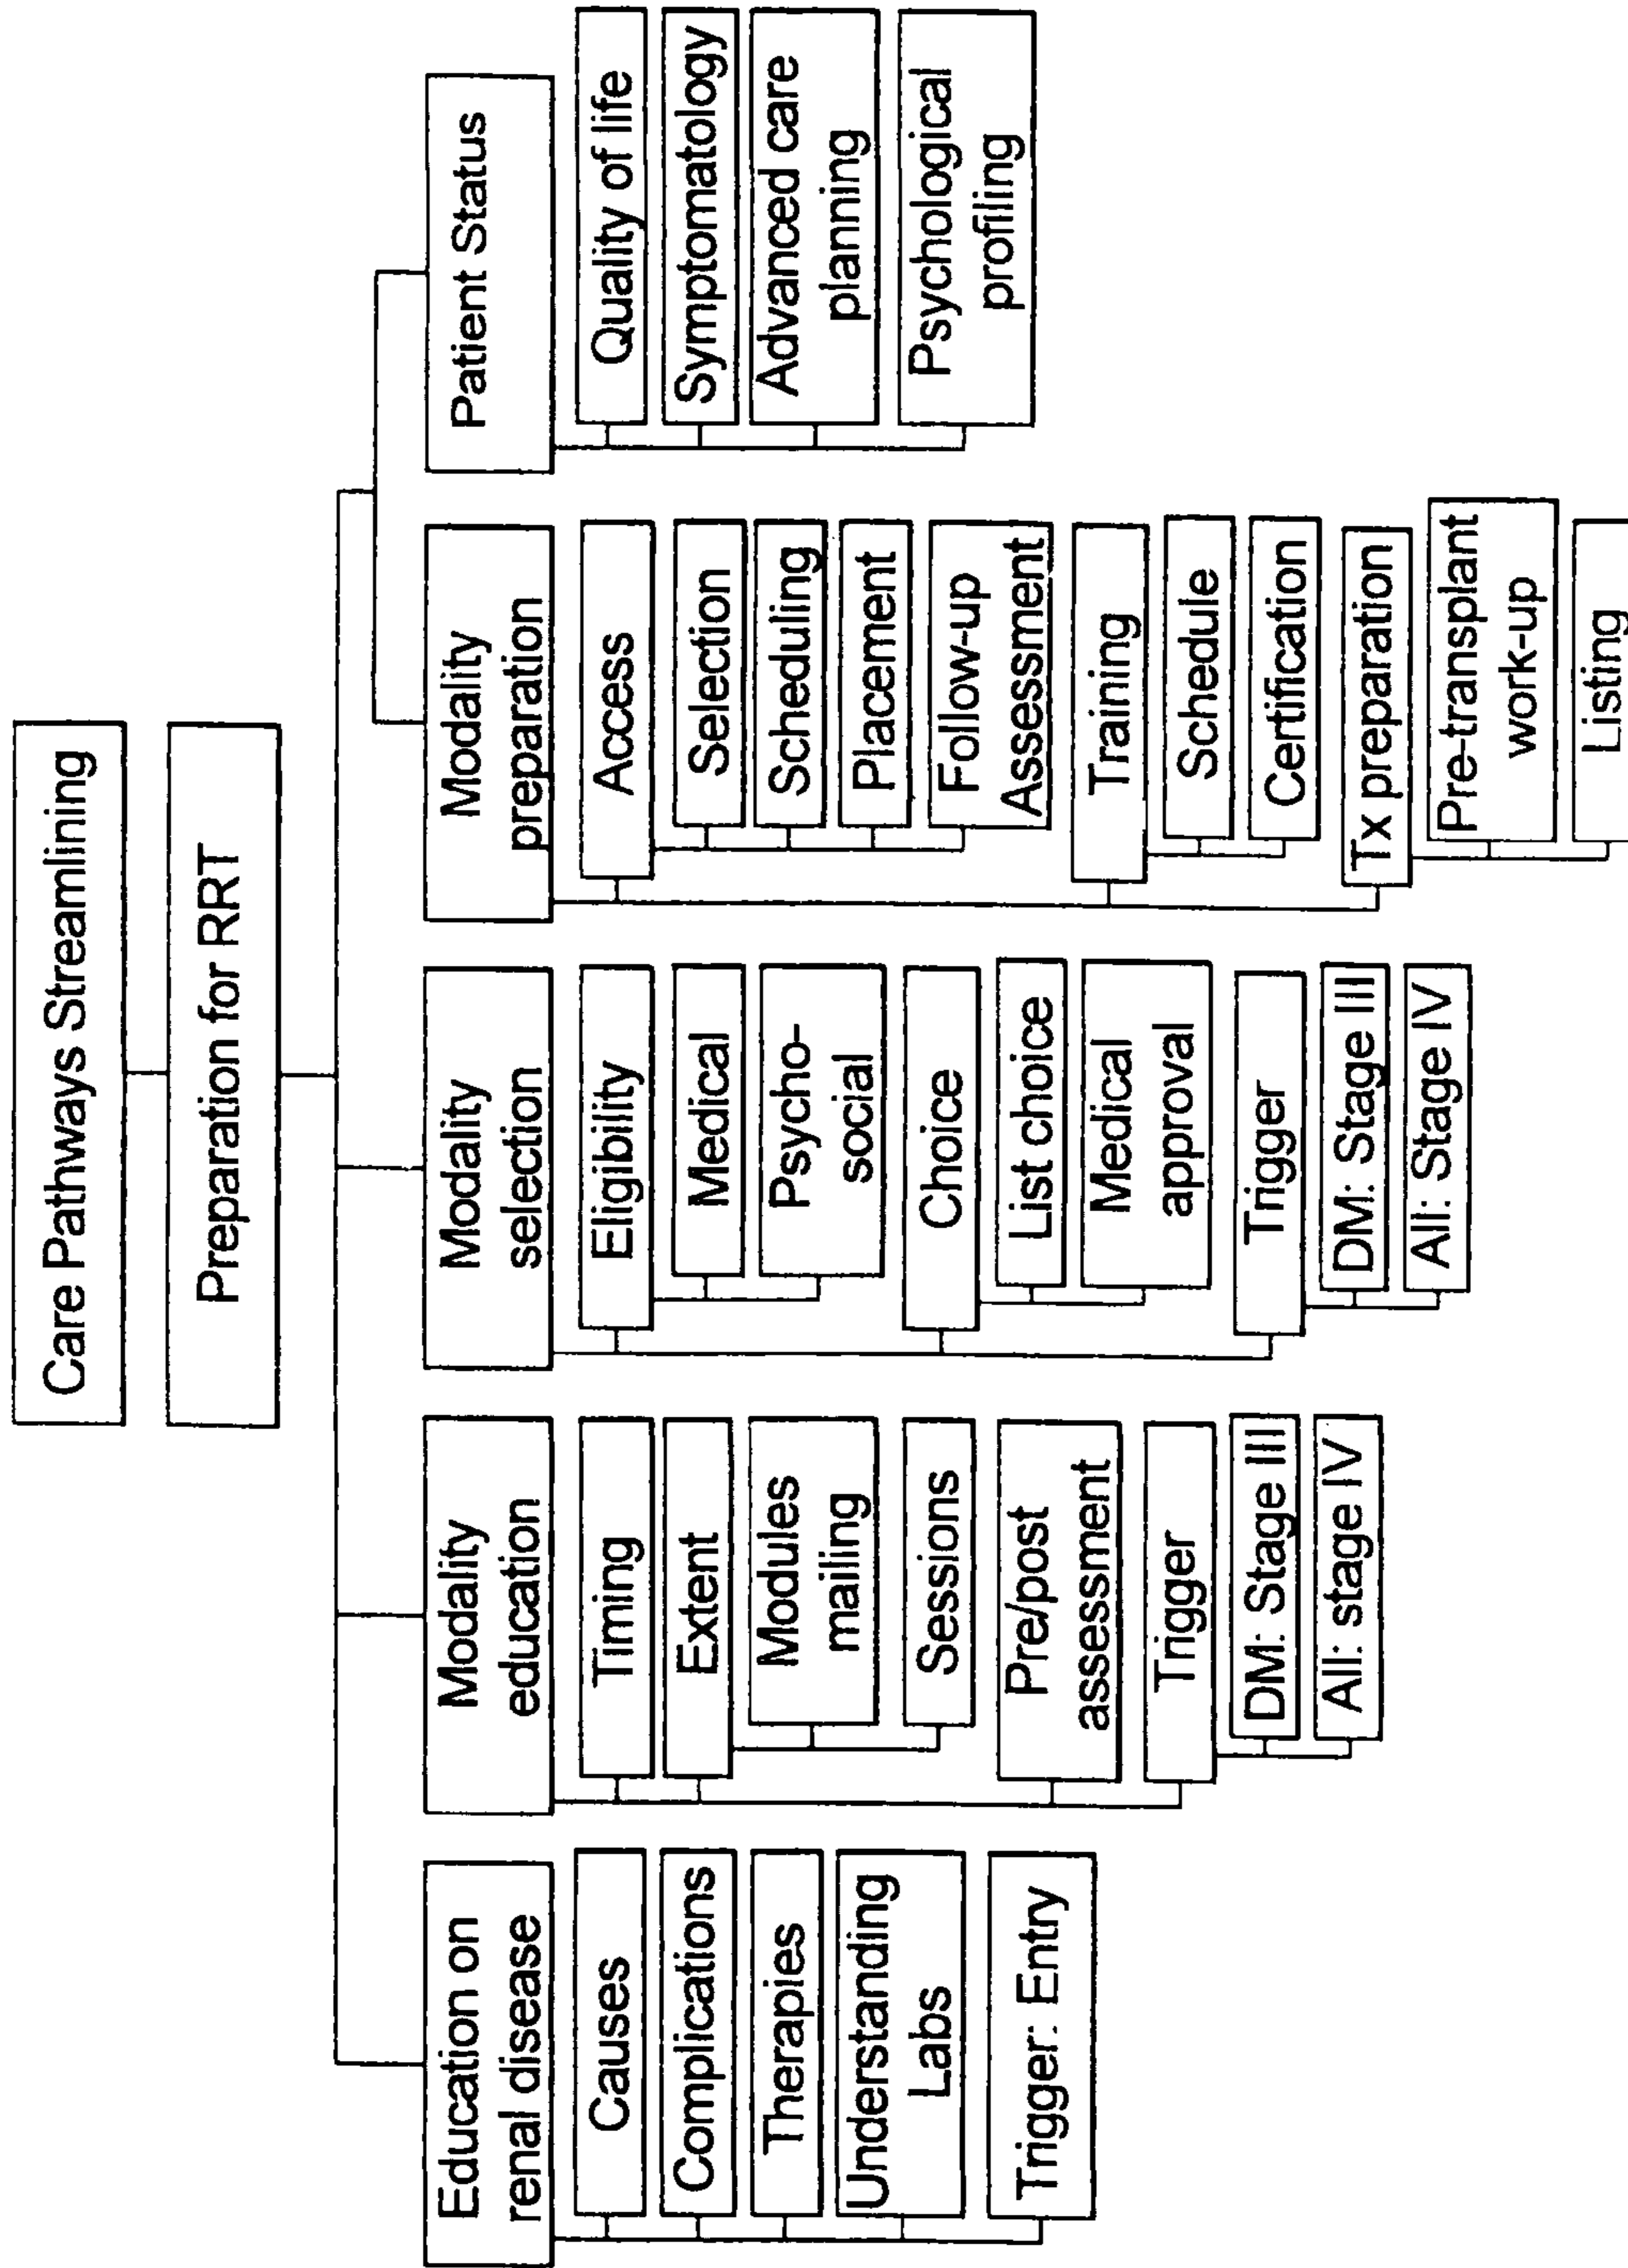 Care Pathways Streamlining
Preparation for RRT
Education on
renal disease
Causes
Complications
Therapies
Understanding
Labs
Trigger: Entry
Modality
education
Timing
Extent
Modules
mailing
Sessions
Pre/post
assessment
Trigger
DM: Stage III
All: stage IV
Modality
selection
Eligibility
Medical
Psycho-
social
Choice
List choice
Medical
approval
Trigger
DM: Stage III
All: Stage IV
Modality
preparation
Access
Selection
Scheduling
Placement
Follow-up
Assessment
Training
Schedule
Certification
Tx preparation
Pre-transplant
work-up
Listing
Patient Status
Quality of life
Symptomatology
Advanced care
planning
Psychological
profiling